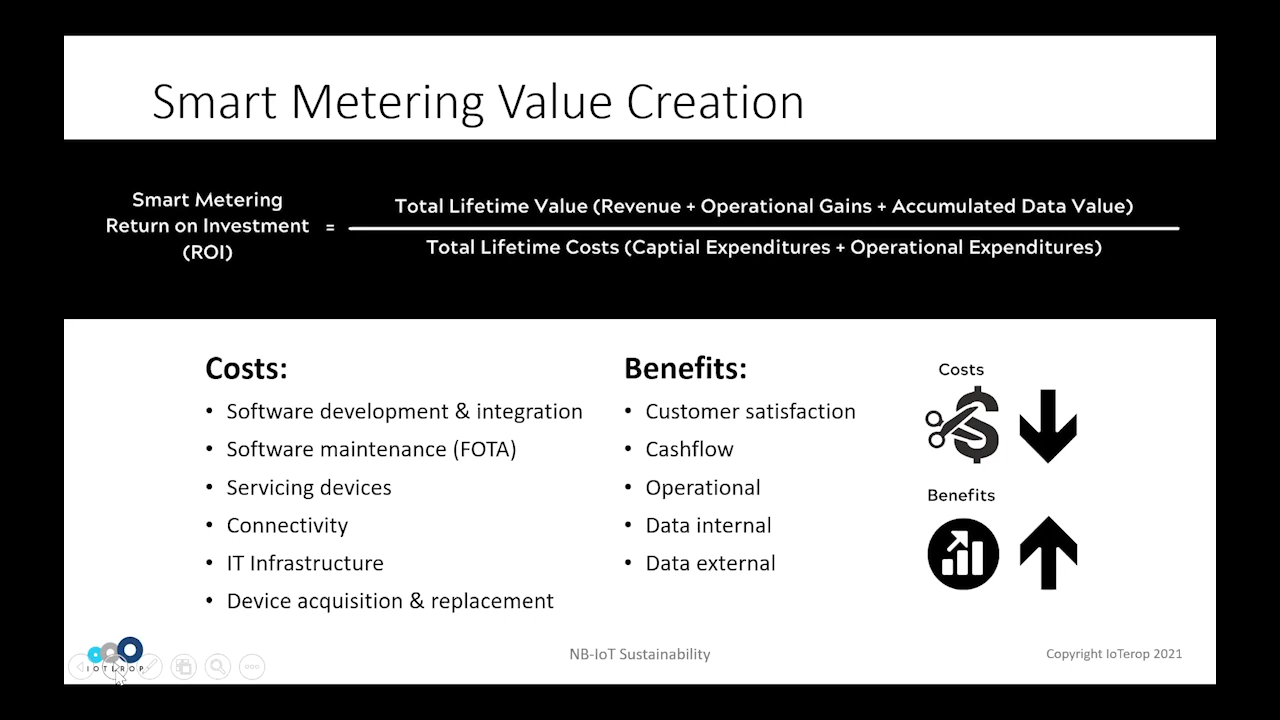 Smart Metering Value Creation
Smart Metering
Return on Investment
(ROI)
=
Total Lifetime Value (Revenue + Operational Gains + Accumulated Data Value)
Total Lifetime Costs (Captial Expenditures + Operational Expenditures)
Costs:
• Software development & integration
• Software maintenance (FOTA)
• Servicing devices
• Connectivity
• IT Infrastructure
• Device acquisition & replacement
Benefits:
• Customer satisfaction
• Cashflow
• Operational
• Data internal
• Data external
Costs
Benefits
IOTEROP
NB-IoT Sustainability
Copyright IoTerop 2021